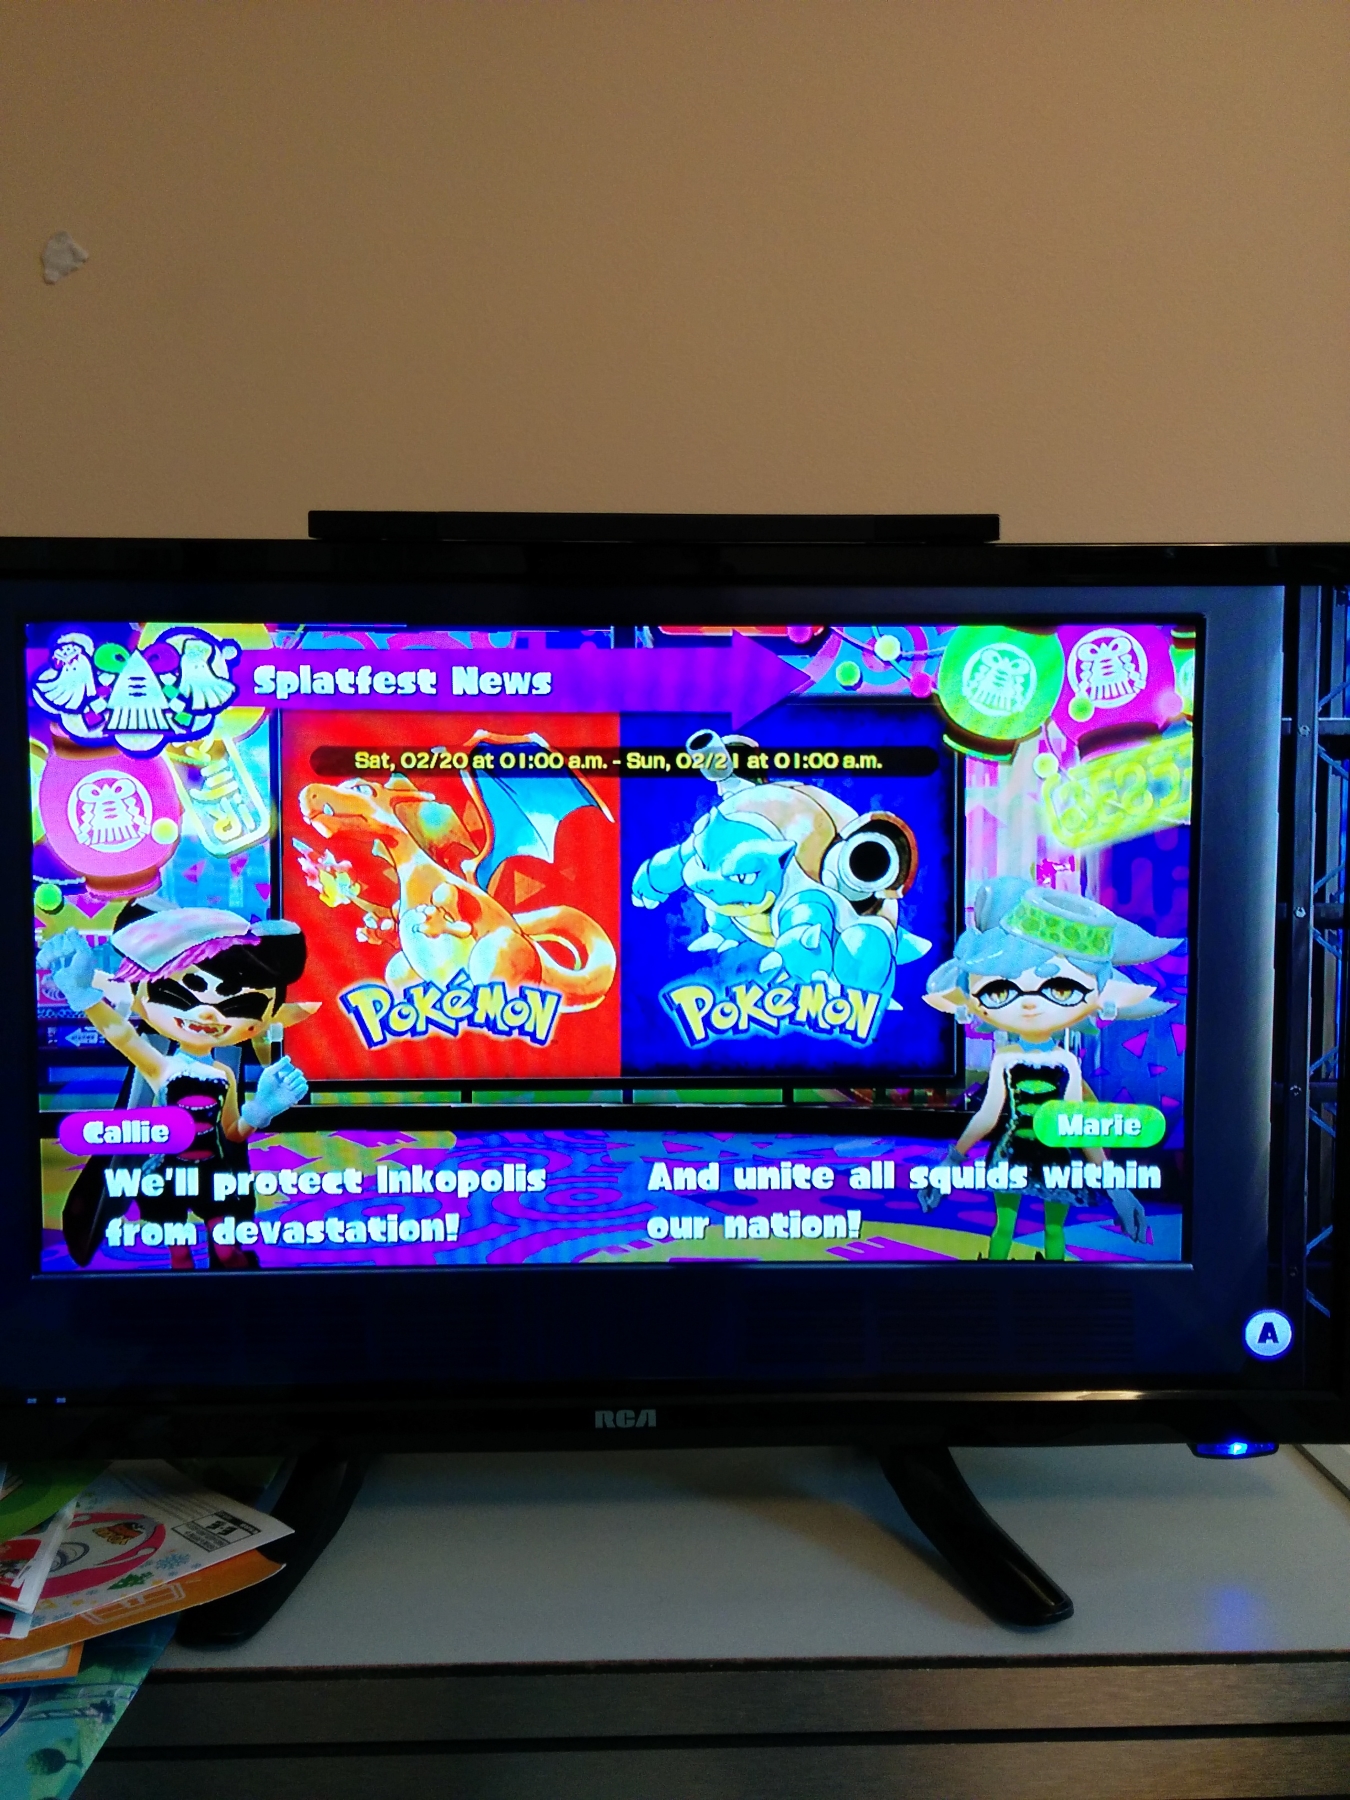 Splatfest News
Sat, 02/20 at 01:00 a.m. - Sun, 02/21 at 01:00 a.m.
POKéMON
POKéMON
Callie
We'll protect Inkopolis
from devastation!
Marie
And unite all squids within
our nation!
A
RCA